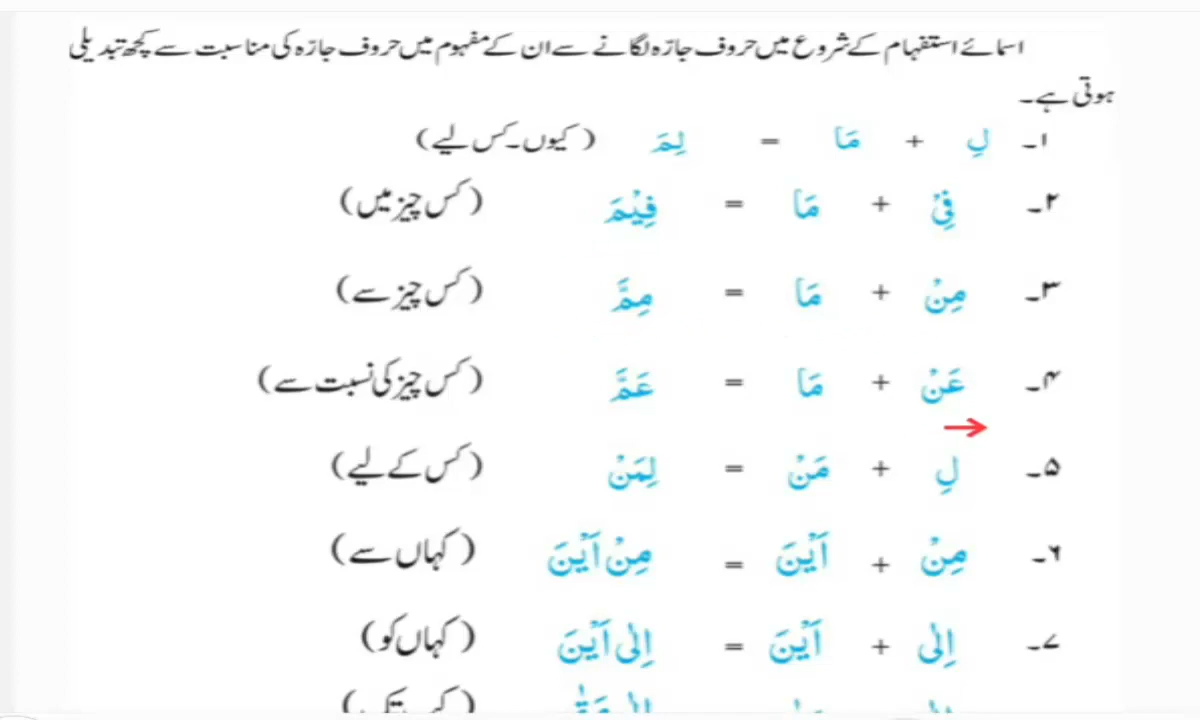 اسمائے استفہام کے شروع میں حروف جارّہ لگانے سے ان کے مفہوم میں حروف جارّہ کی مناسبت سے کچھ تبدیلی
ہوتی ہے۔
۱۔ لِ + مَا = لِمَ (کیوں۔کس لیے)
۲۔ فِیْ + مَا = فِیْمَ (کس چیز میں)
۳۔ مِنْ + مَا = مِمَّ (کس چیز سے)
۴۔ عَنْ + مَا = عَمَّ (کس چیز کی نسبت سے)
۵۔ لِ + مَنْ = لِمَنْ (کس کے لیے)
۶۔ مِنْ + اَیْنَ = مِنْ اَیْنَ (کہاں سے)
۷۔ اِلٰی + اَیْنَ = اِلٰی اَیْنَ (کہاں کو)